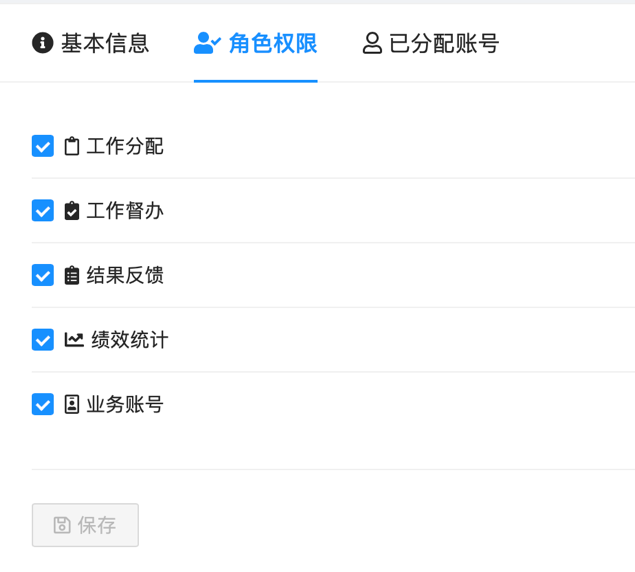 基本信息 角色权限 已分配账号
工作分配
工作督办
结果反馈
绩效统计
业务账号
保存